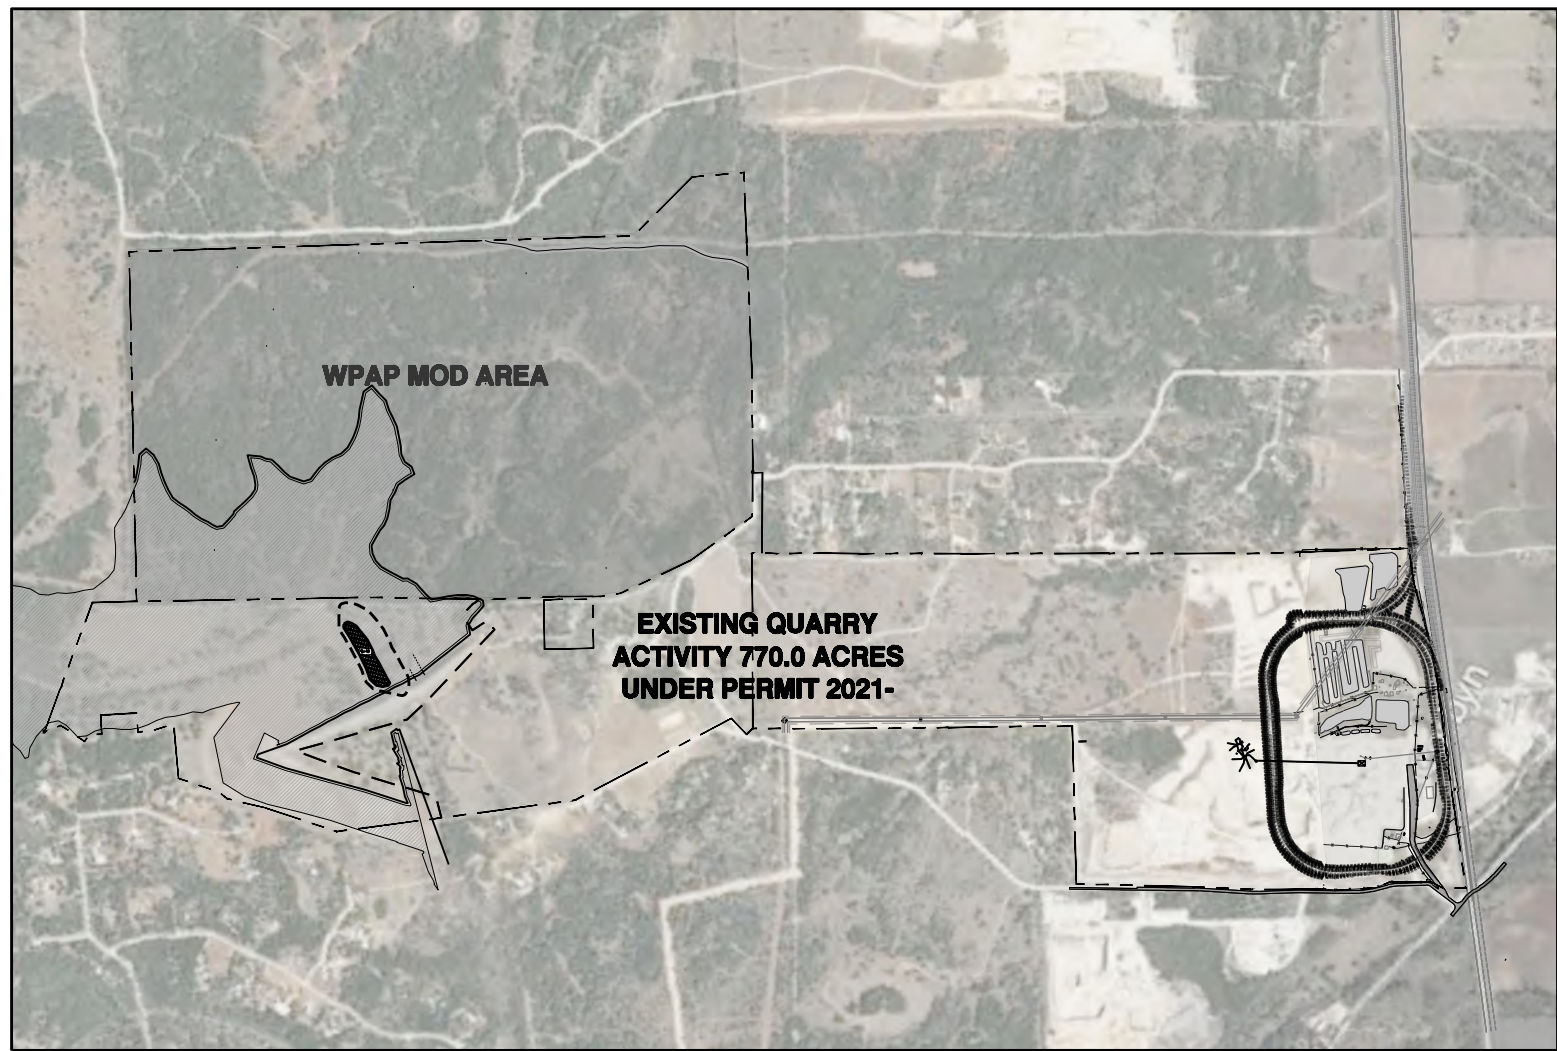 WPAP MOD AREA
EXISTING QUARRY
ACTIVITY 770.0 ACRES
UNDER PERMIT 2021-